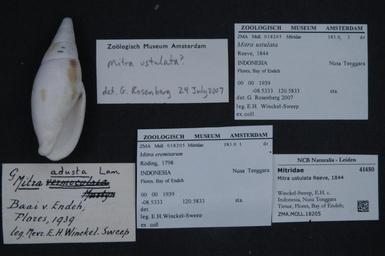 Zoölogisch Museum Amsterdam
mitra ustulata?
det. G. Rosenberg 24 July 2007
ZOOLOGISCH MUSEUM AMSTERDAM
ZMA Moll. 018205 Mitridae
Mitra ustulata
Reeve, 1844
INDONESIA Nusa Tenggara
Flores, Bay of Endeh
00 00 1939
-08.5333 120.5833
det G. Rosenberg 2007
leg. E.H. Winckel-Sweep
ex coll.
ZOOLOGISCH MUSEUM AMSTERDAM
ZMA Moll. 018205 Mitridae
Mitra eremitarum
Röding, 1798
INDONESIA Nusa Tenggara
Bay of Endeh
00 00 1939
-08.5333 120.5833
det
leg. E.H. Winckel-Sweep
ex coll
NCB Naturalis - Leiden
Mitridae
Mitra ustulata Reeve, 1844
Winckel-Sweep, E.H. v.
Indonesia, Nusa Tenggara
Timur, Flores, Bay of Endeh;
ZMA.MOLL.18205
adusta Lam.
G Mitra
Baai v. Endeh,
Flores, 1939
leg. Mevr. E.H. Winckel. Sweep